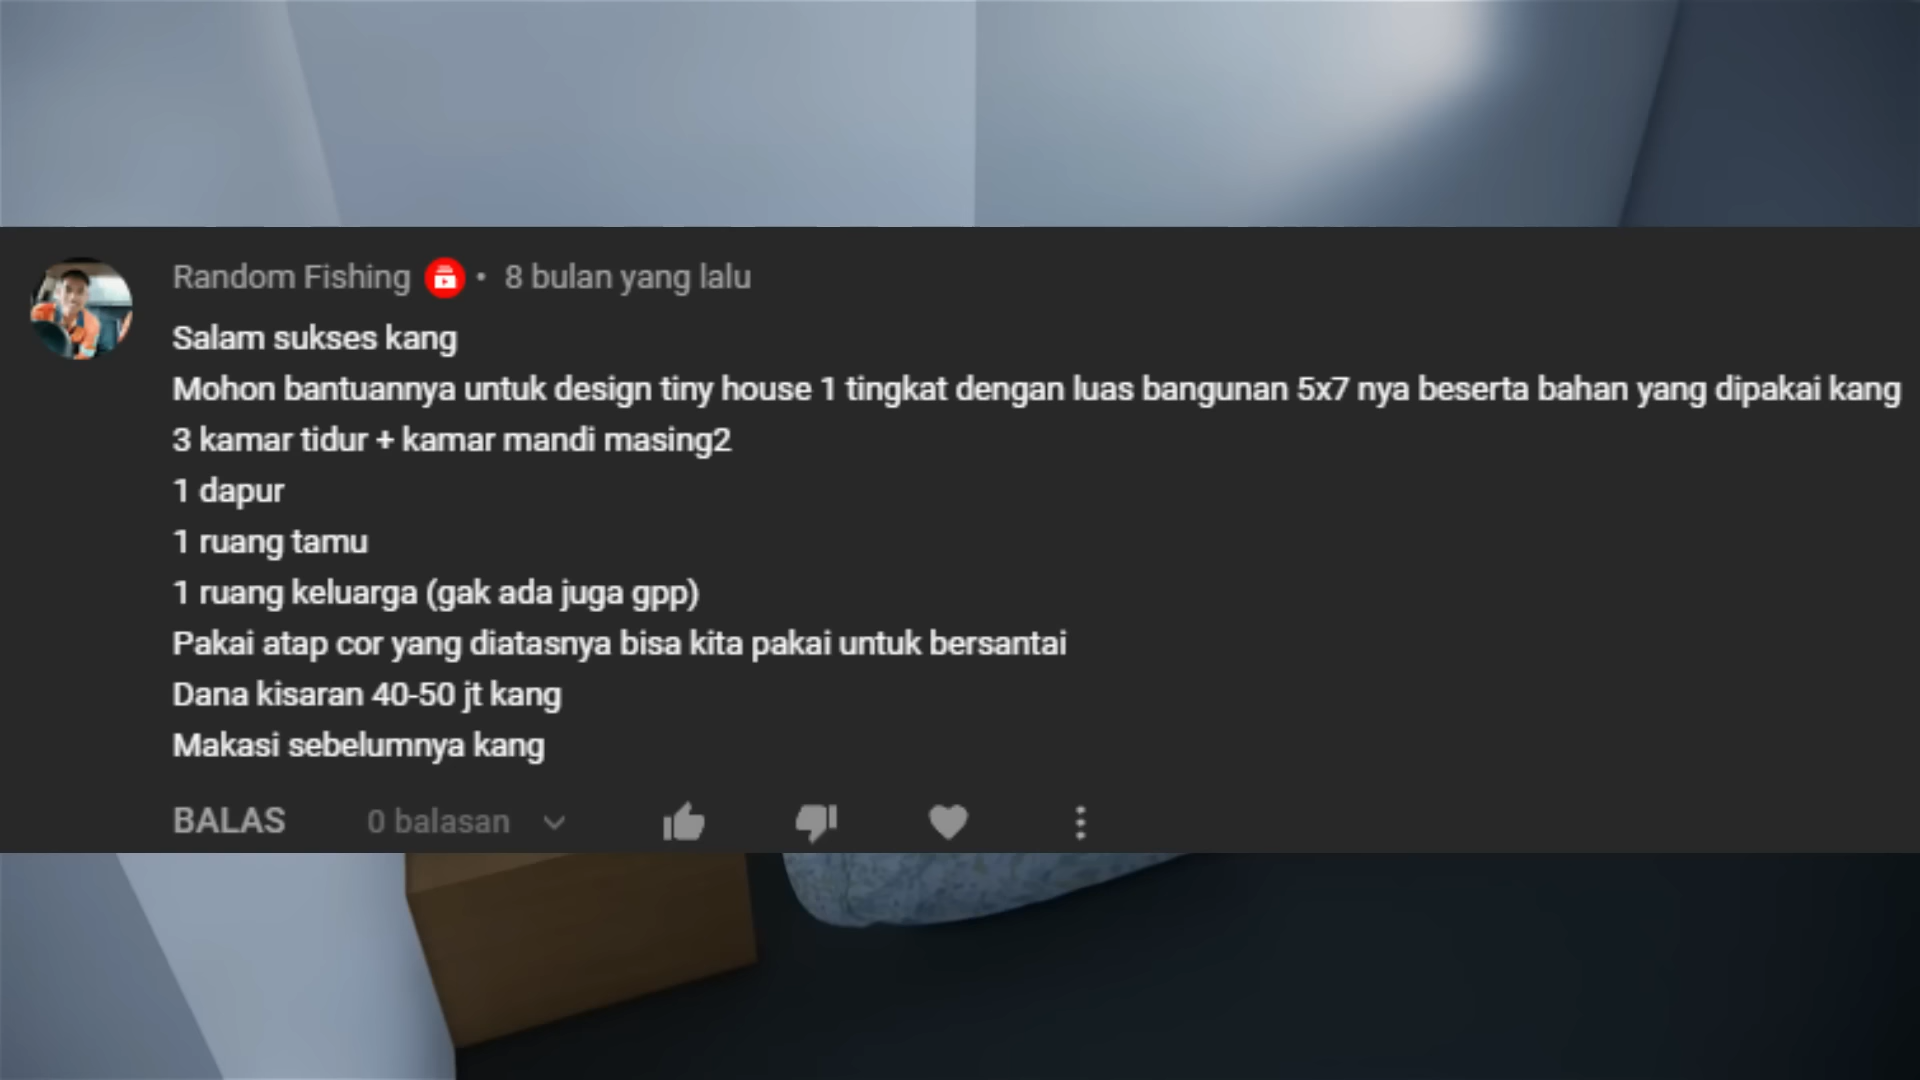 Random Fishing • 8 bulan yang lalu
Salam sukses kang
Mohon bantuannya untuk design tiny house 1 tingkat dengan luas bangunan 5x7 nya beserta bahan yang dipakai kang
3 kamar tidur + kamar mandi masing2
1 dapur
1 ruang tamu
1 ruang keluarga (gak ada juga gpp)
Pakai atap cor yang diatasnya bisa kita pakai untuk bersantai
Dana kisaran 40-50 jt kang
Makasi sebelumnya kang
BALAS 0 balasan